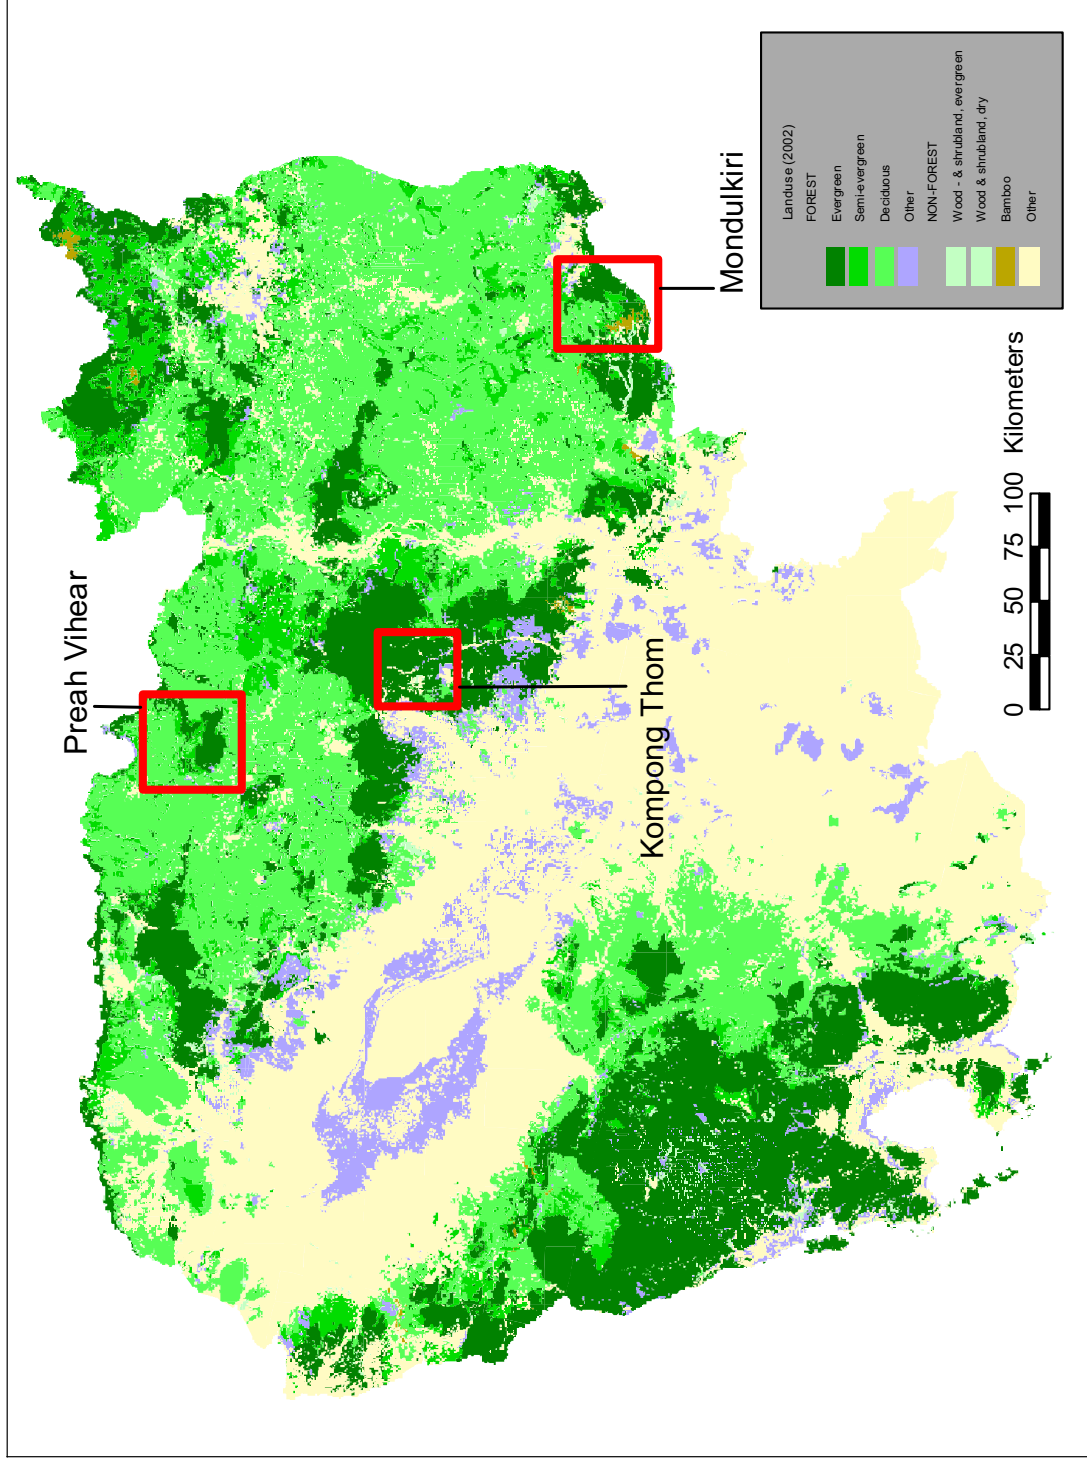 Preah Vihear
Kompong Thom
Mondulkiri
0 25 50 75 100 Kilometers
Landuse (2002)
FOREST
Evergreen
Semi-evergreen
Deciduous
Other
NON-FOREST
Wood - & shrubland, evergreen
Wood & shrubland, dry
Bamboo
Other